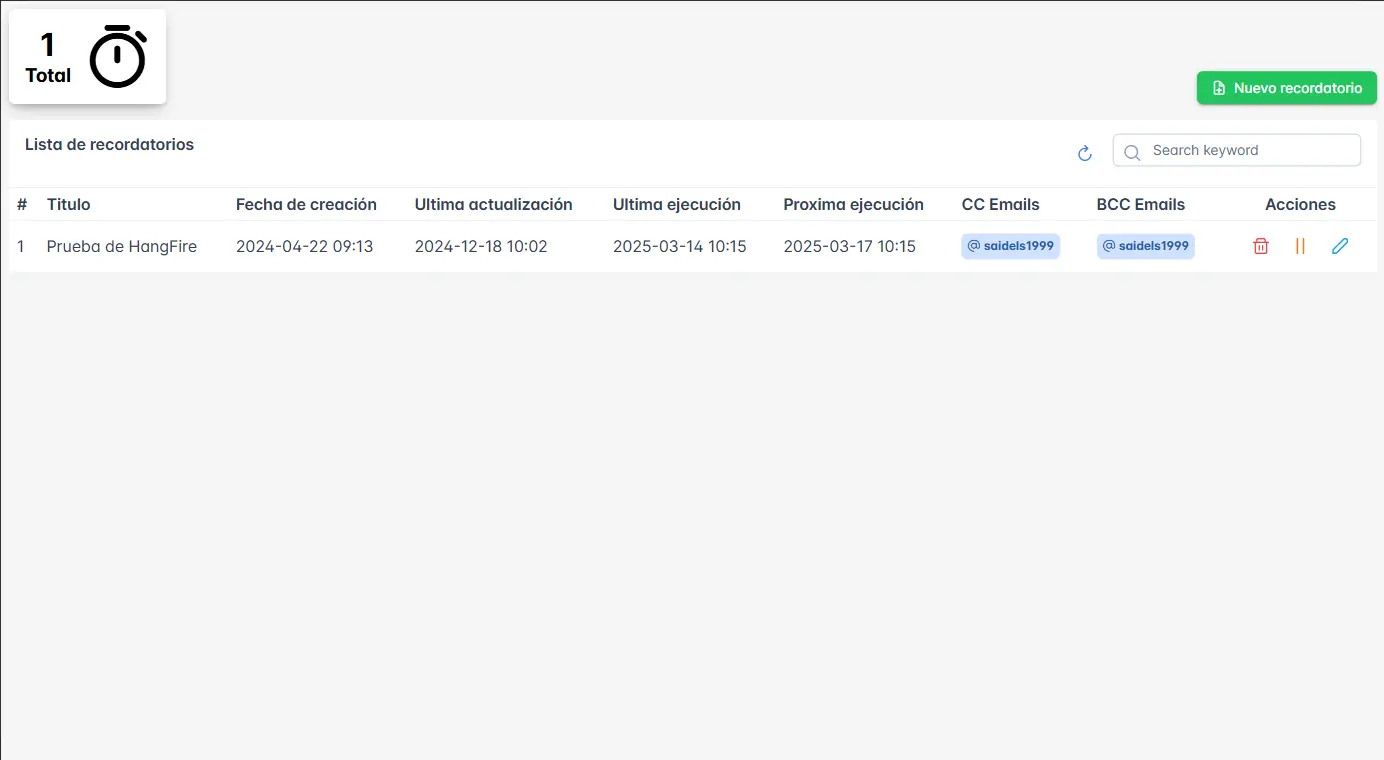 1
Total
Nuevo recordatorio
Lista de recordatorios
Search keyword
# Titulo Fecha de creación Ultima actualización Ultima ejecución Proxima ejecución CC Emails BCC Emails Acciones
1 Prueba de HangFire 2024-04-22 09:13 2024-12-18 10:02 2025-03-14 10:15 2025-03-17 10:15 @ saidels1999 @ saidels1999